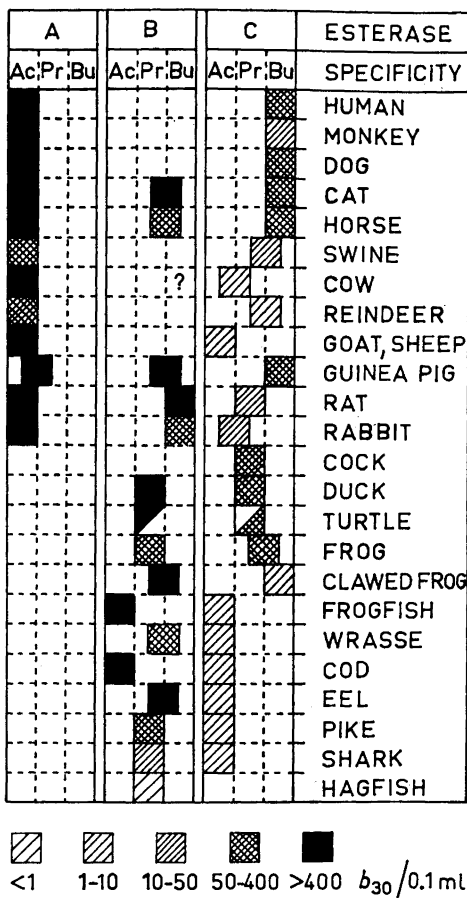 A B C ESTERASE
Ac Pr Bu Ac Pr Bu Ac Pr Bu SPECIFICITY
HUMAN
MONKEY
DOG
CAT
HORSE
SWINE
? COW
REINDEER
GOAT, SHEEP
GUINEA PIG
RAT
RABBIT
COCK
DUCK
TURTLE
FROG
CLAWED FROG
FROGFISH
WRASSE
COD
EEL
PIKE
SHARK
HAGFISH
<1 1-10 10-50 50-400 >400 b30/0.1 ml